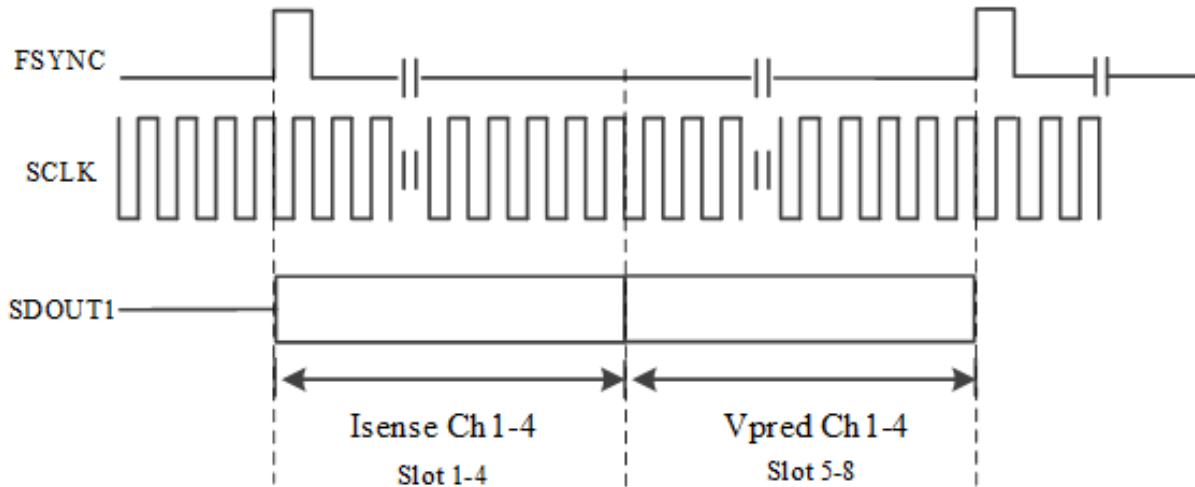 FSYNC
SCLK
SDOUT1
Isense Ch1-4
Slot 1-4
Vpred Ch1-4
Slot 5-8